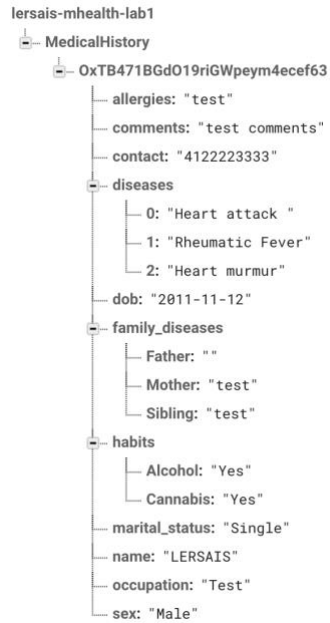 lersais-mhealth-lab1
MedicalHistory
OxTB471BGdO19riGWpeym4ecef63
allergies: "test"
comments: "test comments"
contact: "4122223333"
diseases
0: "Heart attack "
1: "Rheumatic Fever"
2: "Heart murmur"
dob: "2011-11-12"
family_diseases
Father: ""
Mother: "test"
Sibling: "test"
habits
Alcohol: "Yes"
Cannabis: "Yes"
marital_status: "Single"
name: "LERSAIS"
occupation: "Test"
sex: "Male"